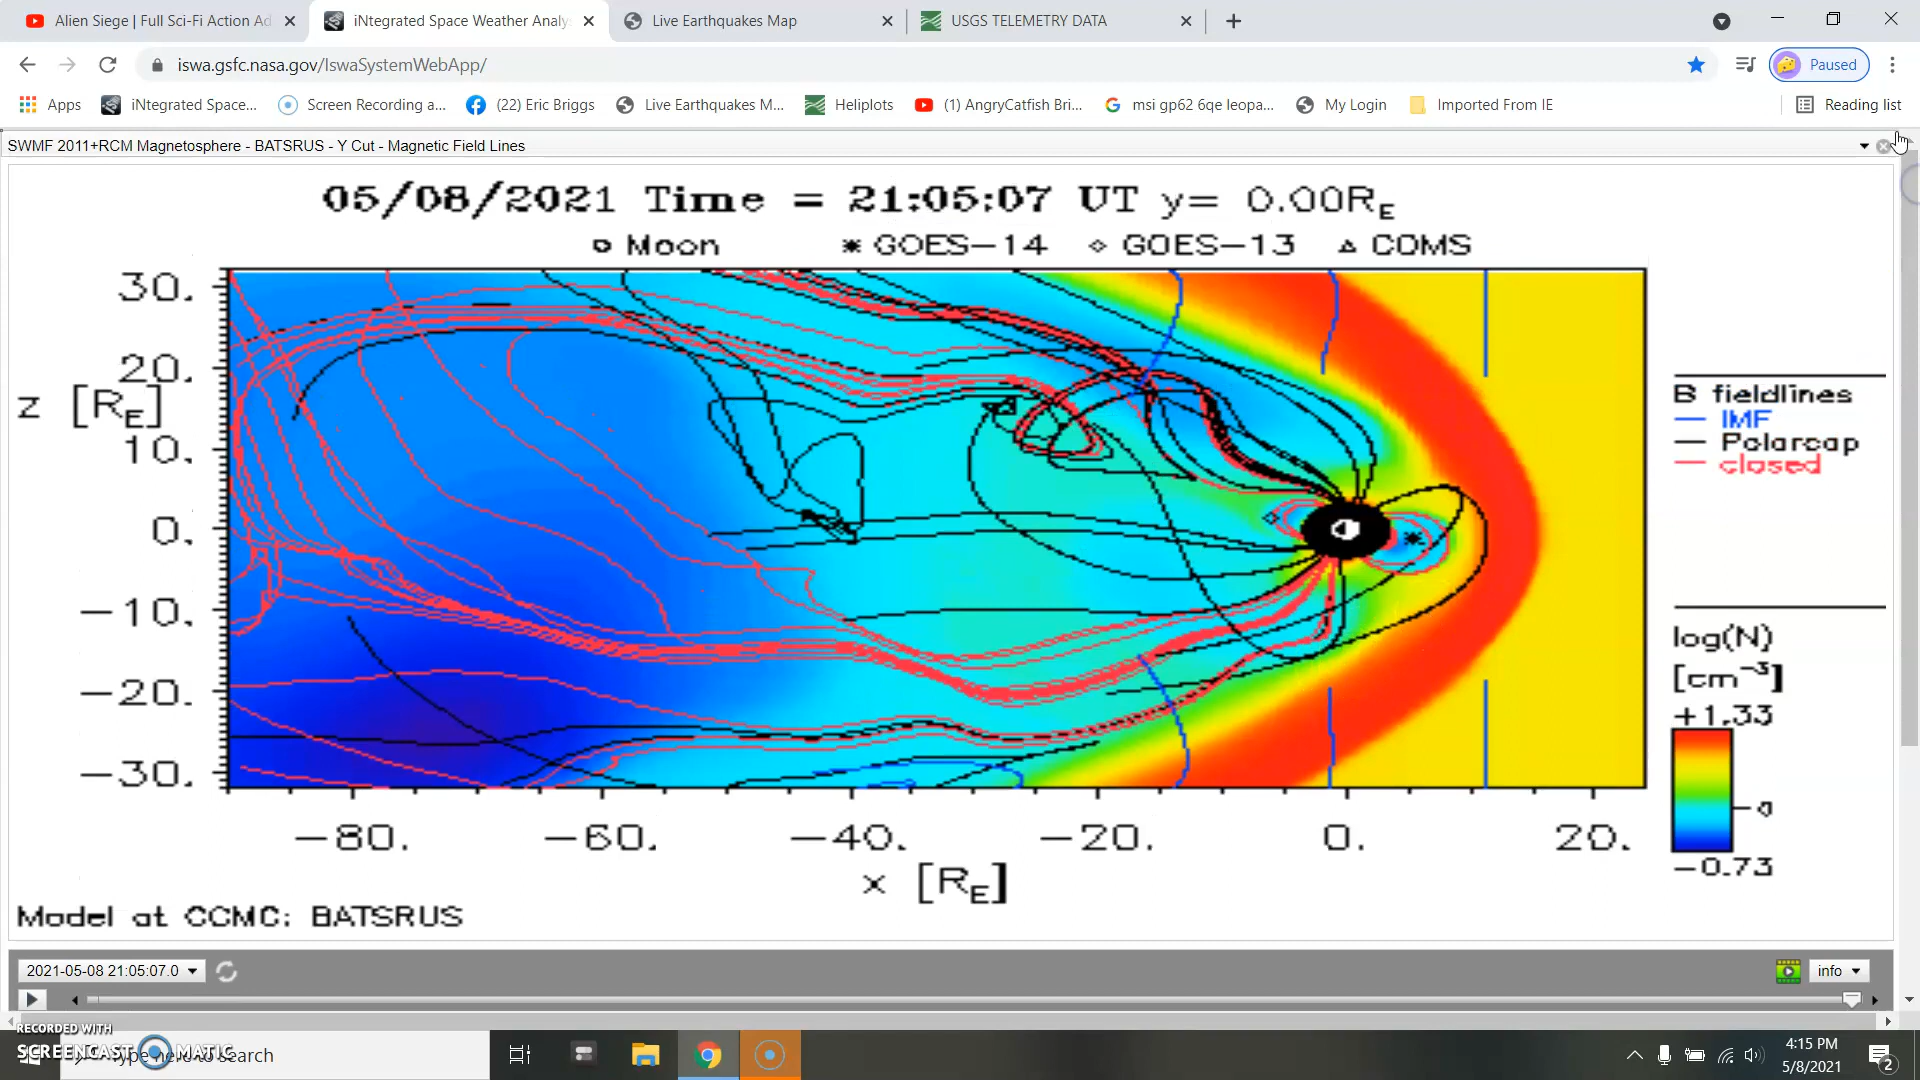 Alien Siege | Full Sci-Fi Action Ad
iNtegrated Space Weather Analy
Live Earthquakes Map
USGS TELEMETRY DATA
iswa.gsfc.nasa.gov/IswaSystemWebApp/
Paused
Apps
iNtegrated Space...
Screen Recording a...
(22) Eric Briggs
Live Earthquakes M...
Heliplots
(1) AngryCatfish Bri...
msi gp62 6qe leopa...
My Login
Imported From IE
Reading list
SWMF 2011+RCM Magnetosphere - BATSRUS - Y Cut - Magnetic Field Lines
05/08/2021 Time = 21:05:07 UT y= 0.00RE
Moon
GOES-14
GOES-13
COMS
30.
20.
z [RE]
10.
0.
-10.
-20.
-30.
B fieldlines
IMF
Polarcap
closed
log(N)
[cm-3]
+1.33
0
-0.73
-80.
-60.
-40.
-20.
0.
20.
x [RE]
Model at CCMC: BATSRUS
2021-05-08 21:05:07.0
info
RECORDED WITH
SCREENCAST MATIC
Type here to search
4:15 PM
5/8/2021
2